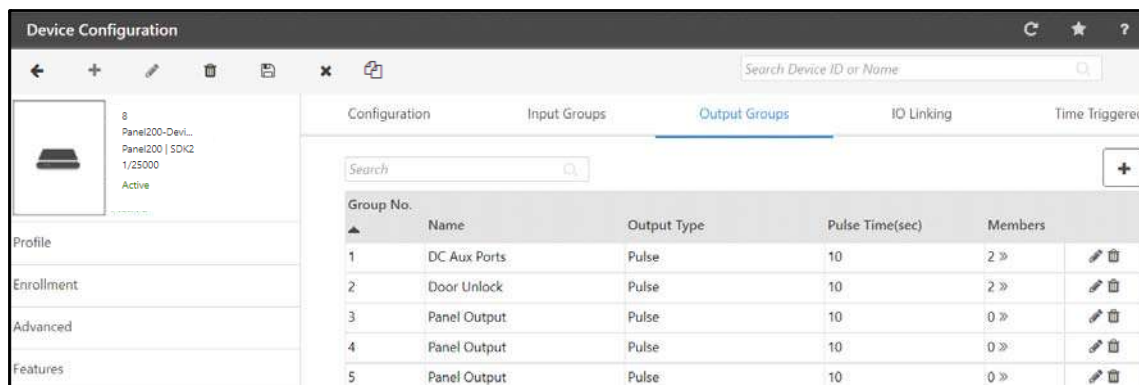 Device Configuration
?
Search Device ID or Name
8
Panel200-Devi...
Panel200 | SDK2
1/25000
Active
Profile
Enrollment
Advanced
Features
Configuration Input Groups Output Groups IO Linking Time Triggered
Search
Group No. Name Output Type Pulse Time(sec) Members
1 DC Aux Ports Pulse 10 2 »
2 Door Unlock Pulse 10 2 »
3 Panel Output Pulse 10 0 »
4 Panel Output Pulse 10 0 »
5 Panel Output Pulse 10 0 »